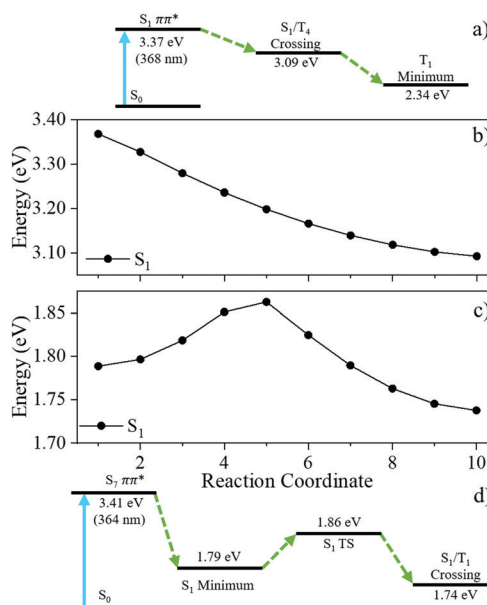 a)
S₁ ππ*
3.37 eV
(368 nm)
S₀
S₁/T₄
Crossing
3.09 eV
T₁
Minimum
2.34 eV
b)
3.40
3.30
3.20
3.10
Energy (eV)
S₁
c)
1.85
1.80
1.75
1.70
Energy (eV)
S₁
2 4 6 8 10
Reaction Coordinate
d)
S₇ ππ*
3.41 eV
(364 nm)
S₀
1.79 eV
S₁ Minimum
1.86 eV
S₁ TS
S₁/T₁
Crossing
1.74 eV